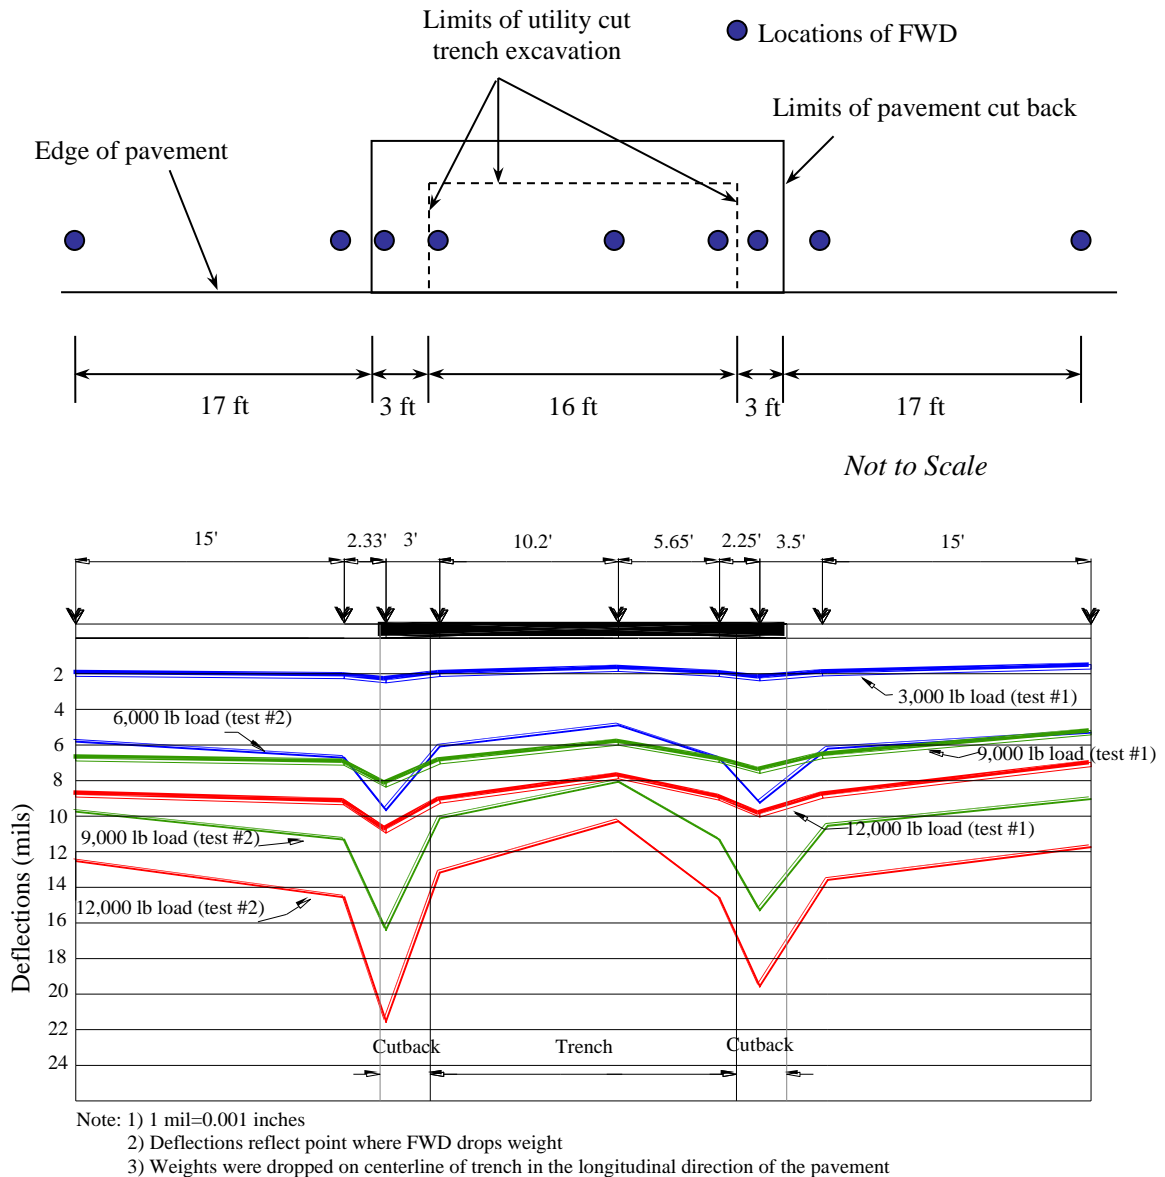 Limits of utility cut
trench excavation
Locations of FWD
Limits of pavement cut back
Edge of pavement
17 ft
3 ft
16 ft
3 ft
17 ft
Not to Scale
15'
2.33'
3'
10.2'
5.65'
2.25'
3.5'
15'
2
4
6
8
10
12
14
16
18
20
22
24
Deflections (mils)
3,000 lb load (test #1)
6,000 lb load (test #2)
9,000 lb load (test #1)
12,000 lb load (test #1)
9,000 lb load (test #2)
12,000 lb load (test #2)
Cutback
Trench
Cutback
Note: 1) 1 mil=0.001 inches
2) Deflections reflect point where FWD drops weight
3) Weights were dropped on centerline of trench in the longitudinal direction of the pavement